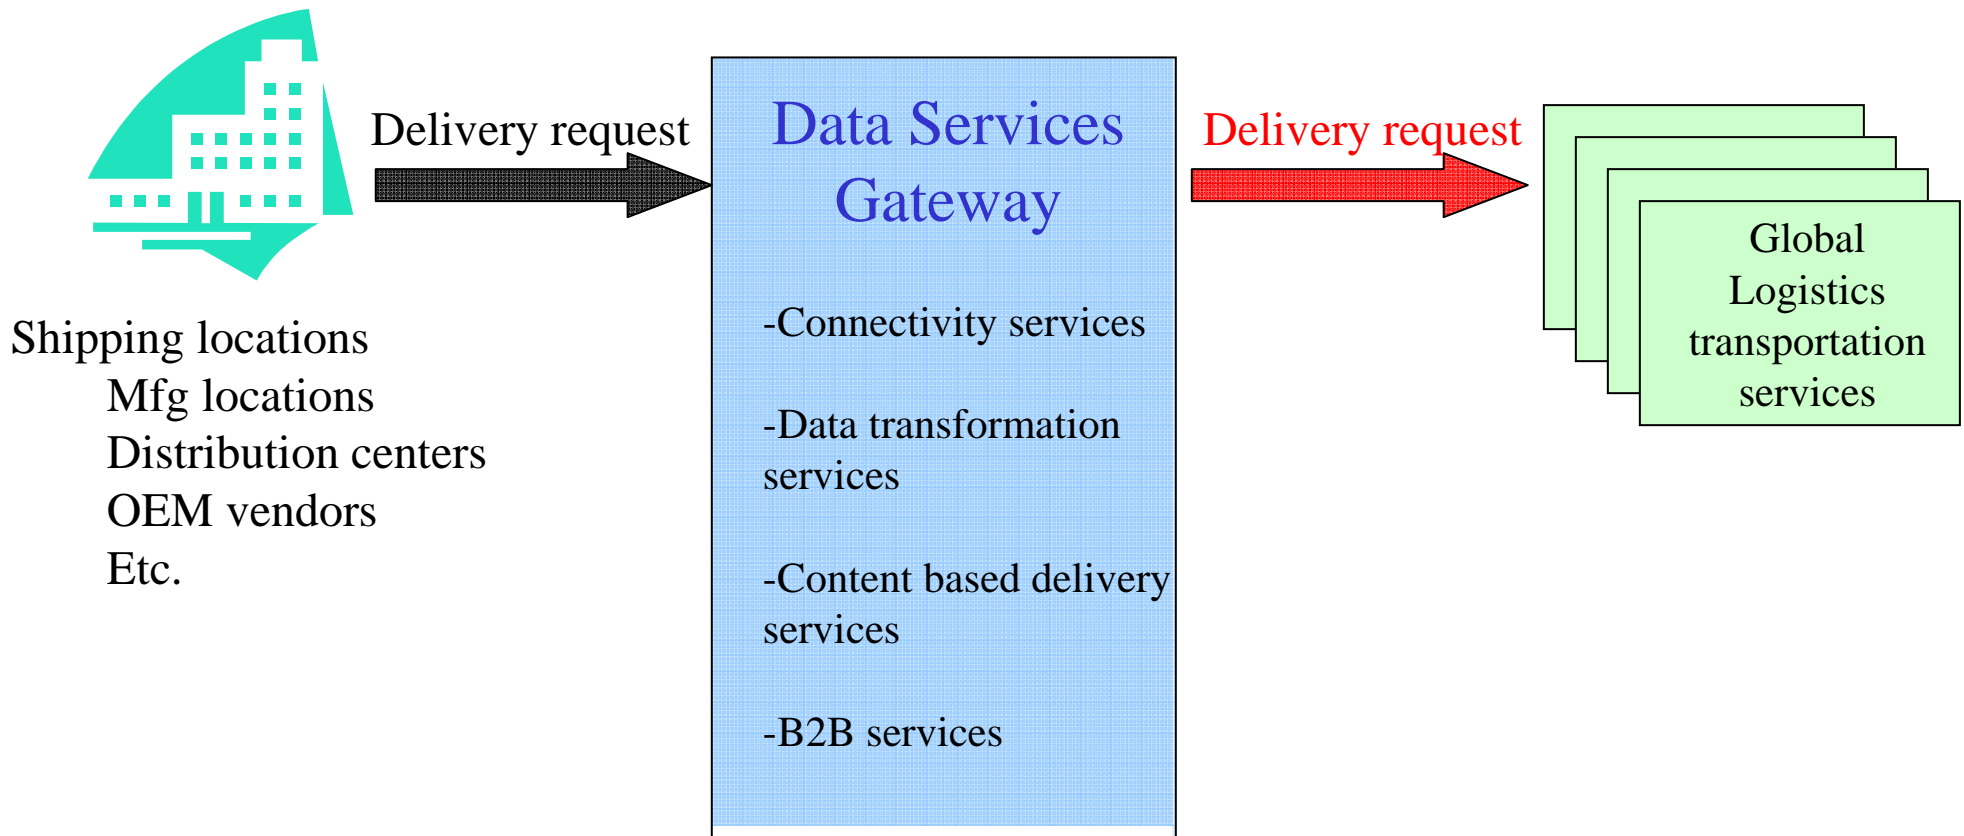 Delivery request
Shipping locations
Mfg locations
Distribution centers
OEM vendors
Etc.
Data Services
Gateway
-Connectivity services
-Data transformation
services
-Content based delivery
services
-B2B services
Delivery request
Global
Logistics
transportation
services